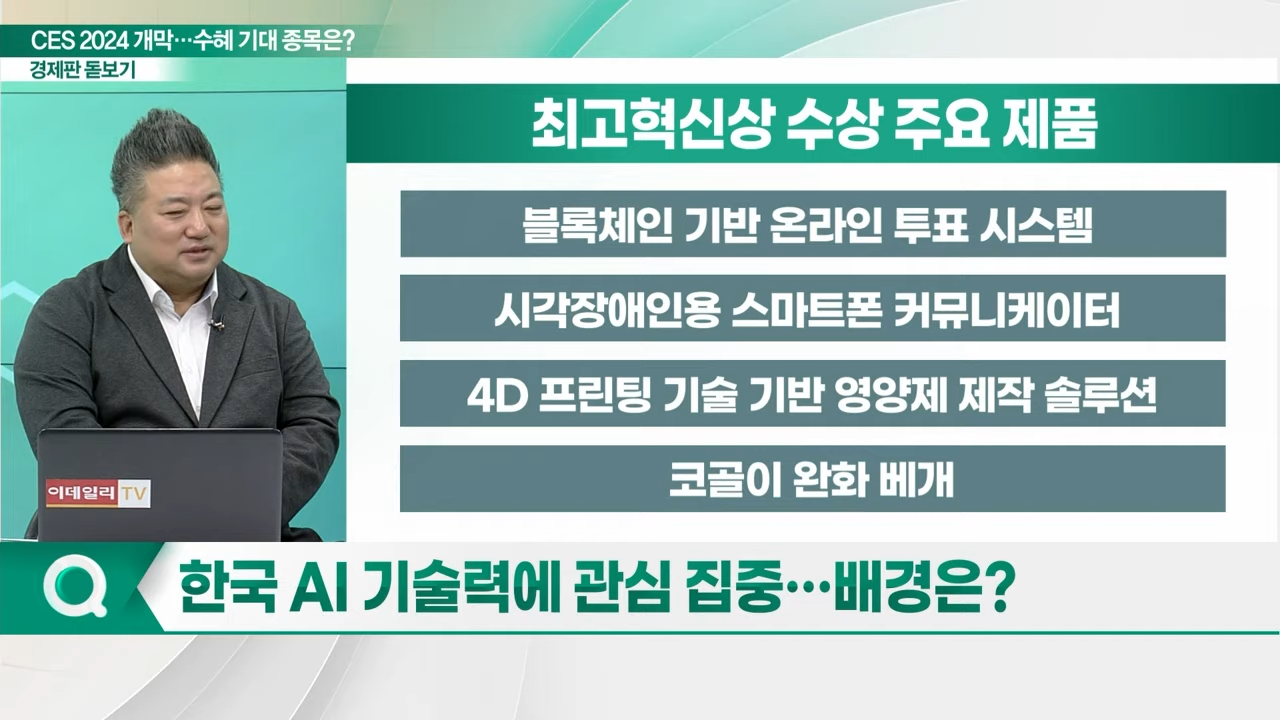 CES 2024 개막…수혜 기대 종목은?
경제판 돋보기
최고혁신상 수상 주요 제품
블록체인 기반 온라인 투표 시스템
시각장애인용 스마트폰 커뮤니케이터
4D 프린팅 기술 기반 영양제 제작 솔루션
코골이 완화 베개
이데일리 TV
Q 한국 AI 기술력에 관심 집중…배경은?